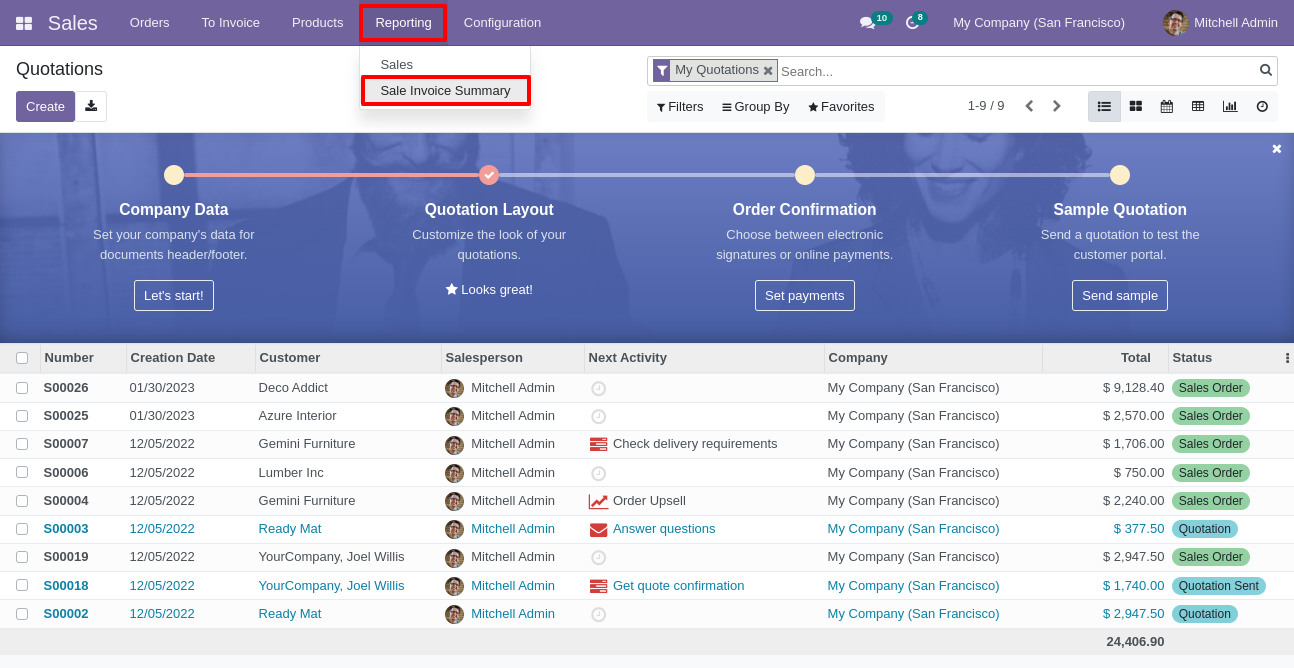 Sales Orders To Invoice Products Reporting Configuration 10 8 My Company (San Francisco) Mitchell Admin
Sales
Sale Invoice Summary
Quotations
My Quotations Search...
Create
Filters Group By Favorites 1-9 / 9
Company Data Quotation Layout Order Confirmation Sample Quotation
Set your company's data for Customize the look of your Choose between electronic Send a quotation to test the
documents header/footer. quotations. signatures or online payments. customer portal.
Let's start! Looks great! Set payments Send sample
Number Creation Date Customer Salesperson Next Activity Company Total Status
S00026 01/30/2023 Deco Addict Mitchell Admin My Company (San Francisco) $ 9,128.40 Sales Order
S00025 01/30/2023 Azure Interior Mitchell Admin My Company (San Francisco) $ 2,570.00 Sales Order
S00007 12/05/2022 Gemini Furniture Mitchell Admin Check delivery requirements My Company (San Francisco) $ 1,706.00 Sales Order
S00006 12/05/2022 Lumber Inc Mitchell Admin My Company (San Francisco) $ 750.00 Sales Order
S00004 12/05/2022 Gemini Furniture Mitchell Admin Order Upsell My Company (San Francisco) $ 2,240.00 Sales Order
S00003 12/05/2022 Ready Mat Mitchell Admin Answer questions My Company (San Francisco) $ 377.50 Quotation
S00019 12/05/2022 YourCompany, Joel Willis Mitchell Admin My Company (San Francisco) $ 2,947.50 Sales Order
S00018 12/05/2022 YourCompany, Joel Willis Mitchell Admin Get quote confirmation My Company (San Francisco) $ 1,740.00 Quotation Sent
S00002 12/05/2022 Ready Mat Mitchell Admin My Company (San Francisco) $ 2,947.50 Quotation
24,406.90